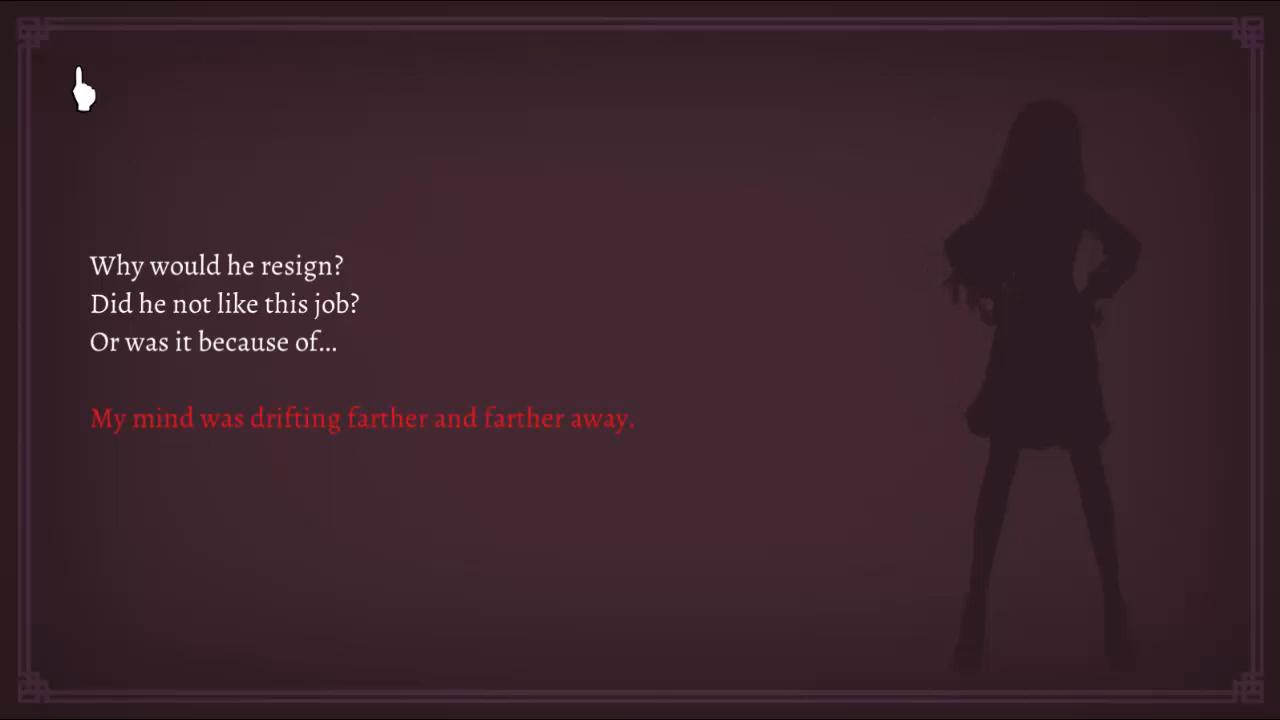 Why would he resign?
Did he not like this job?
Or was it because of...
My mind was drifting farther and farther away.